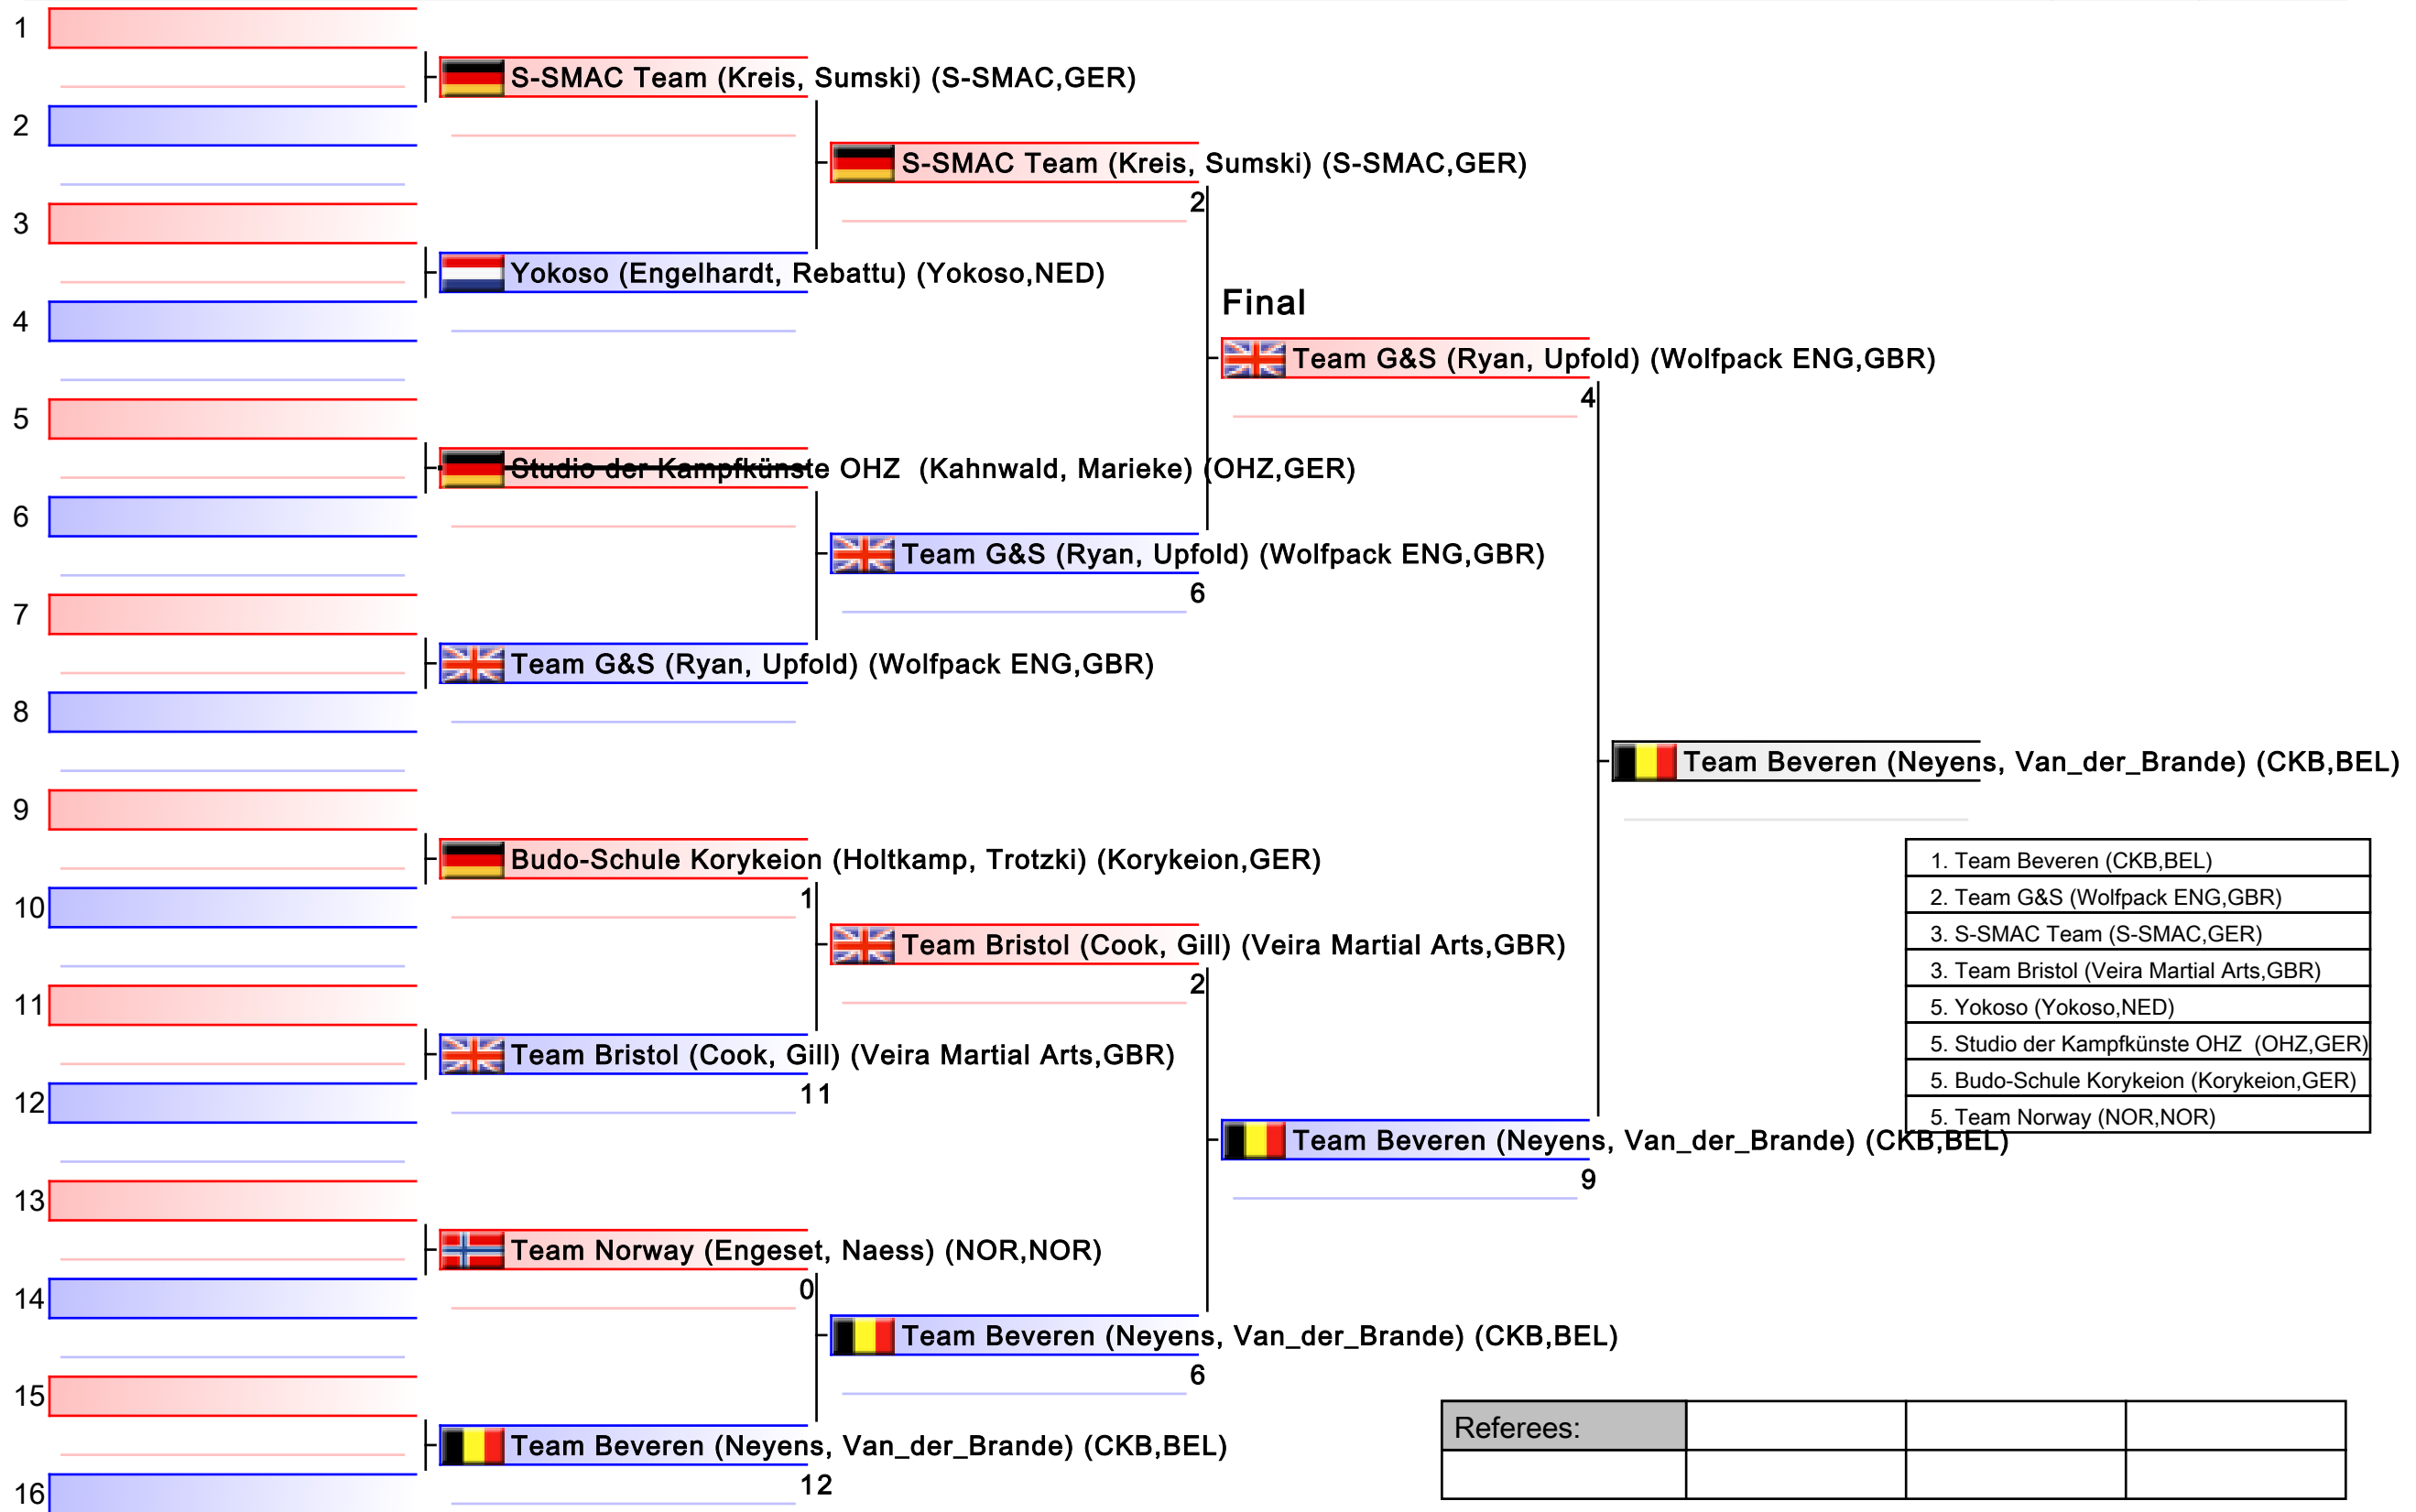 1
S-SMAC Team (Kreis, Sumski) (S-SMAC,GER)
2
S-SMAC Team (Kreis, Sumski) (S-SMAC,GER)
2
3
Yokoso (Engelhardt, Rebattu) (Yokoso,NED)
Final
4
Team G&S (Ryan, Upfold) (Wolfpack ENG,GBR)
4
5
Studio der Kampfkünste OHZ  (Kahnwald, Marieke) (OHZ,GER)
6
Team G&S (Ryan, Upfold) (Wolfpack ENG,GBR)
6
7
Team G&S (Ryan, Upfold) (Wolfpack ENG,GBR)
8
Team Beveren (Neyens, Van_der_Brande) (CKB,BEL)
9
Budo-Schule Korykeion (Holtkamp, Trotzki) (Korykeion,GER)
1
10
Team Bristol (Cook, Gill) (Veira Martial Arts,GBR)
2
11
Team Bristol (Cook, Gill) (Veira Martial Arts,GBR)
11
12
1. Team Beveren (CKB,BEL)
2. Team G&S (Wolfpack ENG,GBR)
3. S-SMAC Team (S-SMAC,GER)
3. Team Bristol (Veira Martial Arts,GBR)
5. Yokoso (Yokoso,NED)
5. Studio der Kampfkünste OHZ  (OHZ,GER)
5. Budo-Schule Korykeion (Korykeion,GER)
5. Team Norway (NOR,NOR)
Team Beveren (Neyens, Van_der_Brande) (CKB,BEL)
9
13
Team Norway (Engeset, Naess) (NOR,NOR)
0
14
Team Beveren (Neyens, Van_der_Brande) (CKB,BEL)
6
15
Team Beveren (Neyens, Van_der_Brande) (CKB,BEL)
12
16
Referees: